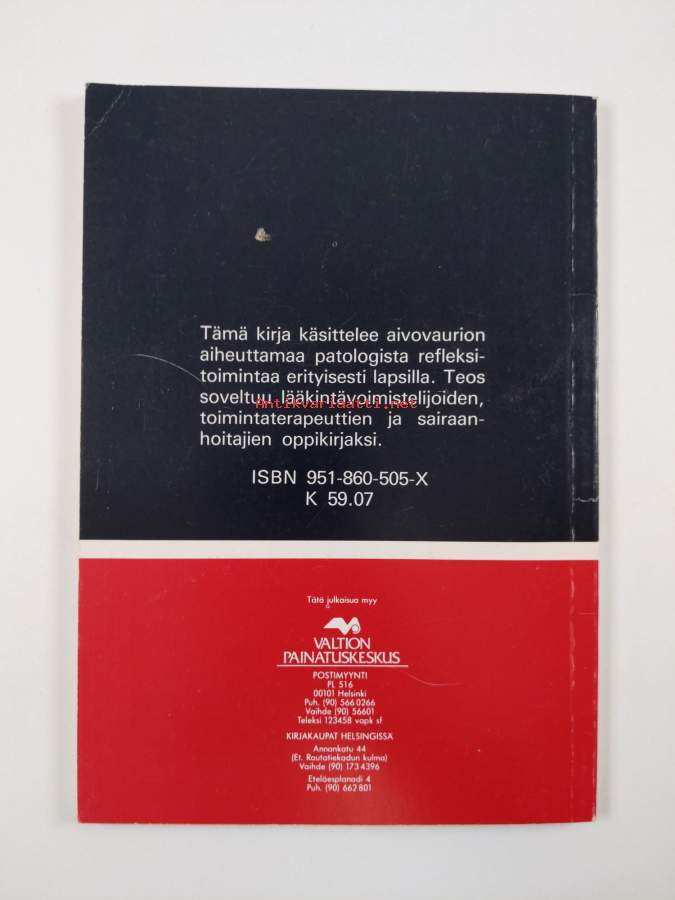 Tämä kirja käsittelee aivovaurion
aiheuttamaa patologista refleksi-
toimintaa erityisesti lapsilla. Teos
soveltuu lääkintävoimistelijoiden,
antikvariaatti.net
toimintaterapeuttien ja sairaan-
hoitajien oppikirjaksi.
ISBN 951-860-505-X
K 59.07
Tätä julkaisua myy
VALTION
PAINATUSKESKUS
POSTIMYYNTI
PL 516
00101 Helsinki
Puh. (90) 566 0266
Vaihde (90) 56601
Teleksi 123458 vapk sf
KIRJAKAUPAT HELSINGISSÄ
Annankatu 44
(Et. Rautatiekadun kulma)
Vaihde (90) 173 4396
Eteläesplanadi 4
Puh. (90) 662 801